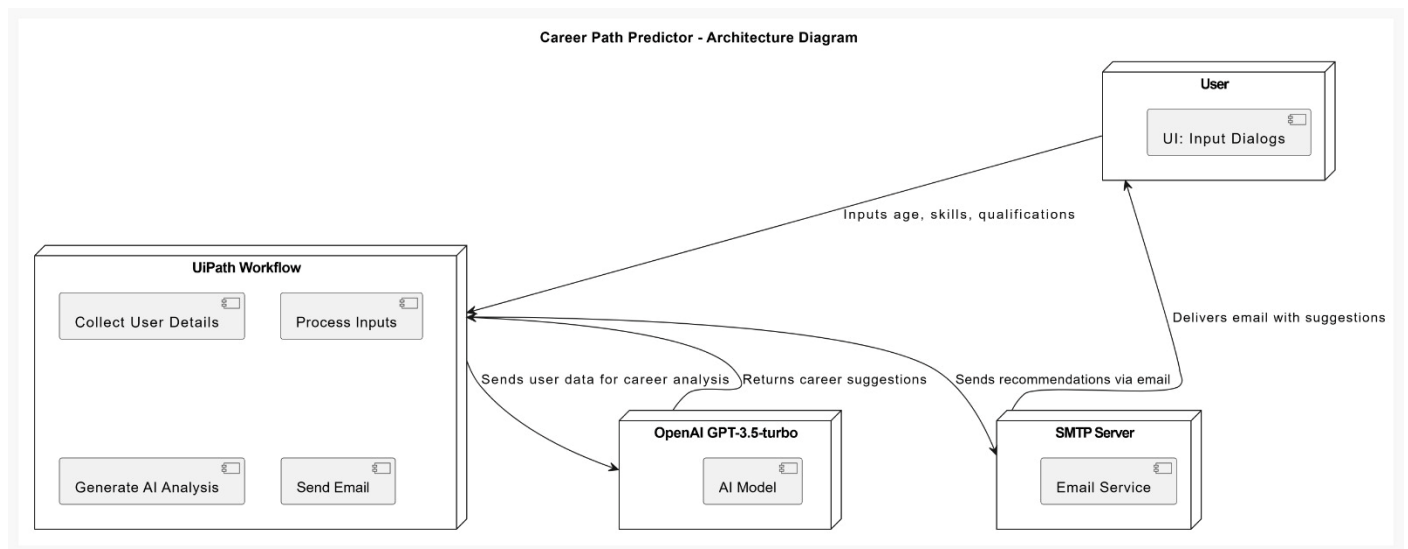 Career Path Predictor - Architecture Diagram
User
UI: Input Dialogs
Inputs age, skills, qualifications
UiPath Workflow
Collect User Details
Process Inputs
Generate AI Analysis
Send Email
Sends user data for career analysis
Returns career suggestions
Sends recommendations via email
Delivers email with suggestions
OpenAI GPT-3.5-turbo
AI Model
SMTP Server
Email Service